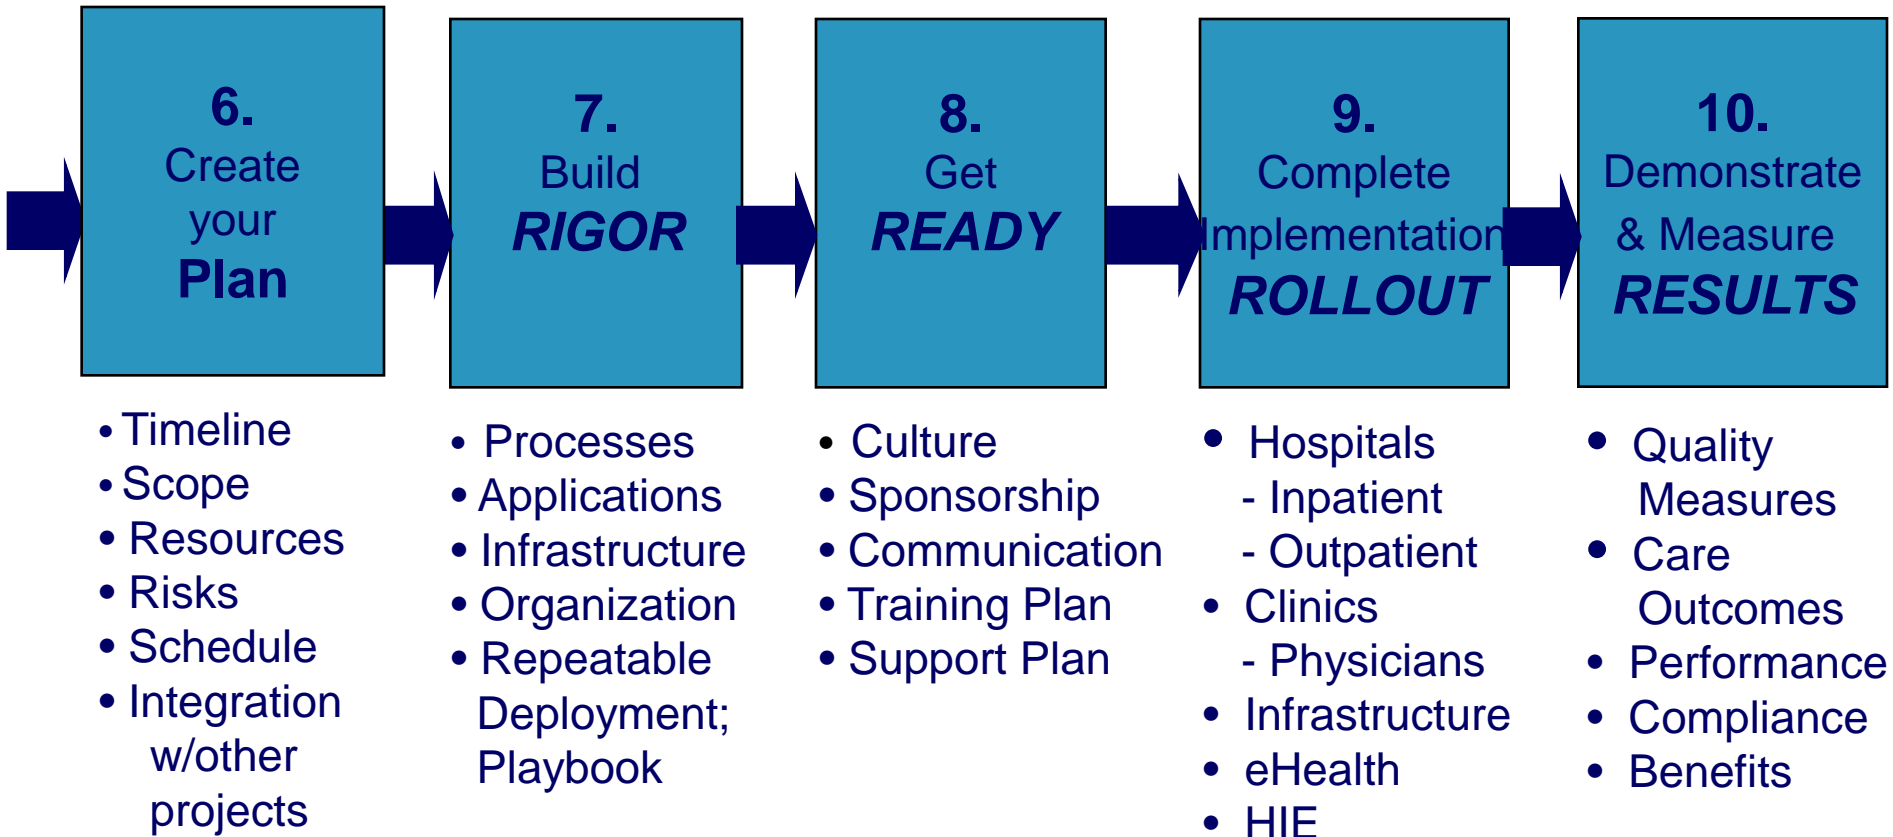 6.
Create
your
Plan
7.
Build
RIGOR
8.
Get
READY
9.
Complete
Implementation
ROLLOUT
10.
Demonstrate
& Measure
RESULTS
• Timeline
• Scope
• Resources
• Risks
• Schedule
• Integration
w/other
projects
• Processes
• Applications
• Infrastructure
• Organization
• Repeatable
Deployment;
Playbook
• Culture
• Sponsorship
• Communication
• Training Plan
• Support Plan
• Hospitals
- Inpatient
- Outpatient
• Clinics
- Physicians
• Infrastructure
• eHealth
• HIE
• Quality
Measures
• Care
Outcomes
• Performance
• Compliance
• Benefits